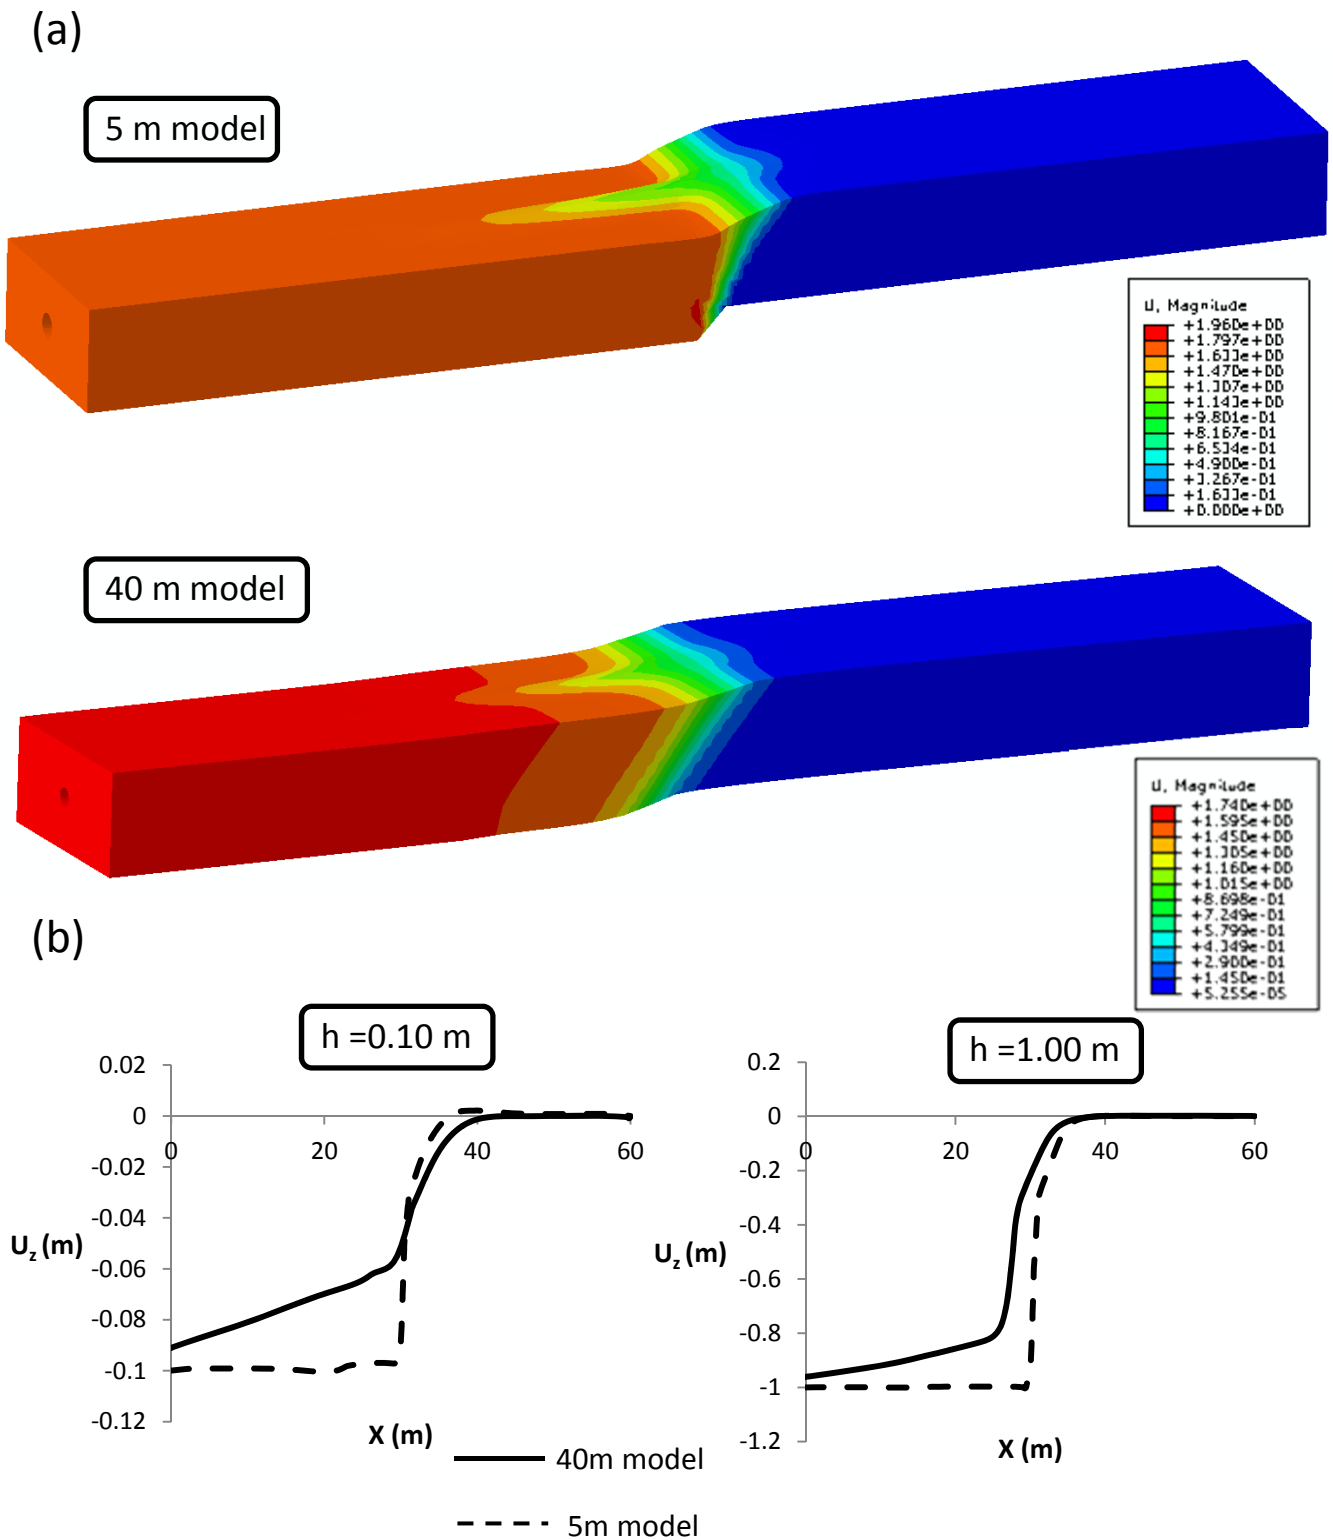 (a)
5 m model
U, Magnitude
+1.960e+00
+1.797e+00
+1.633e+00
+1.470e+00
+1.307e+00
+1.143e+00
+9.801e-01
+8.167e-01
+6.534e-01
+4.900e-01
+3.267e-01
+1.633e-01
+0.000e+00
40 m model
U, Magnitude
+1.740e+00
+1.595e+00
+1.450e+00
+1.305e+00
+1.160e+00
+1.015e+00
+8.698e-01
+7.249e-01
+5.799e-01
+4.349e-01
+2.900e-01
+1.450e-01
+5.255e-05
(b)
h =0.10 m
0.02
0
-0.02
-0.04
-0.06
-0.08
-0.1
-0.12
0 20 40 60
Uz (m)
X (m)
h =1.00 m
0.2
0
-0.2
-0.4
-0.6
-0.8
-1
-1.2
0 20 40 60
Uz (m)
X (m)
40m model
5m model